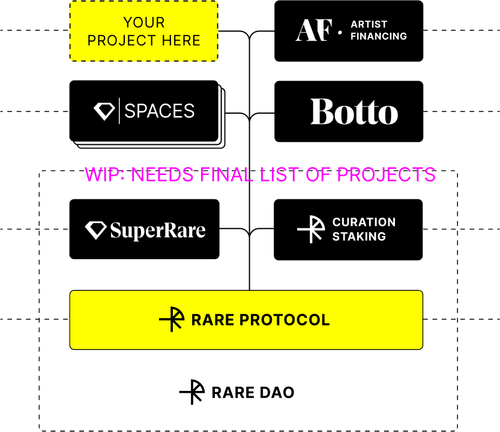 YOUR
PROJECT HERE
AF · ARTIST
FINANCING
SPACES
Botto
WIP: NEEDS FINAL LIST OF PROJECTS
SuperRare
CURATION
STAKING
RARE PROTOCOL
RARE DAO